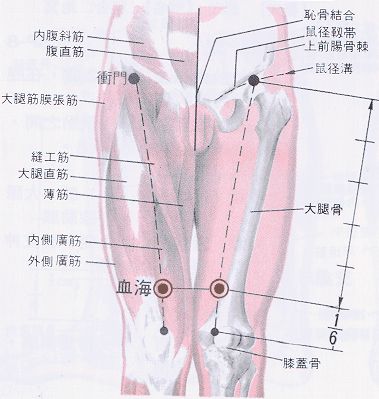 内腹斜筋
腹直筋
衝門
大腿筋膜張筋
縫工筋
大腿直筋
薄筋
内側廣筋
外側廣筋
血海
恥骨結合
鼠径靱帯
上前腸骨棘
鼠径溝
大腿骨
1/6
膝蓋骨